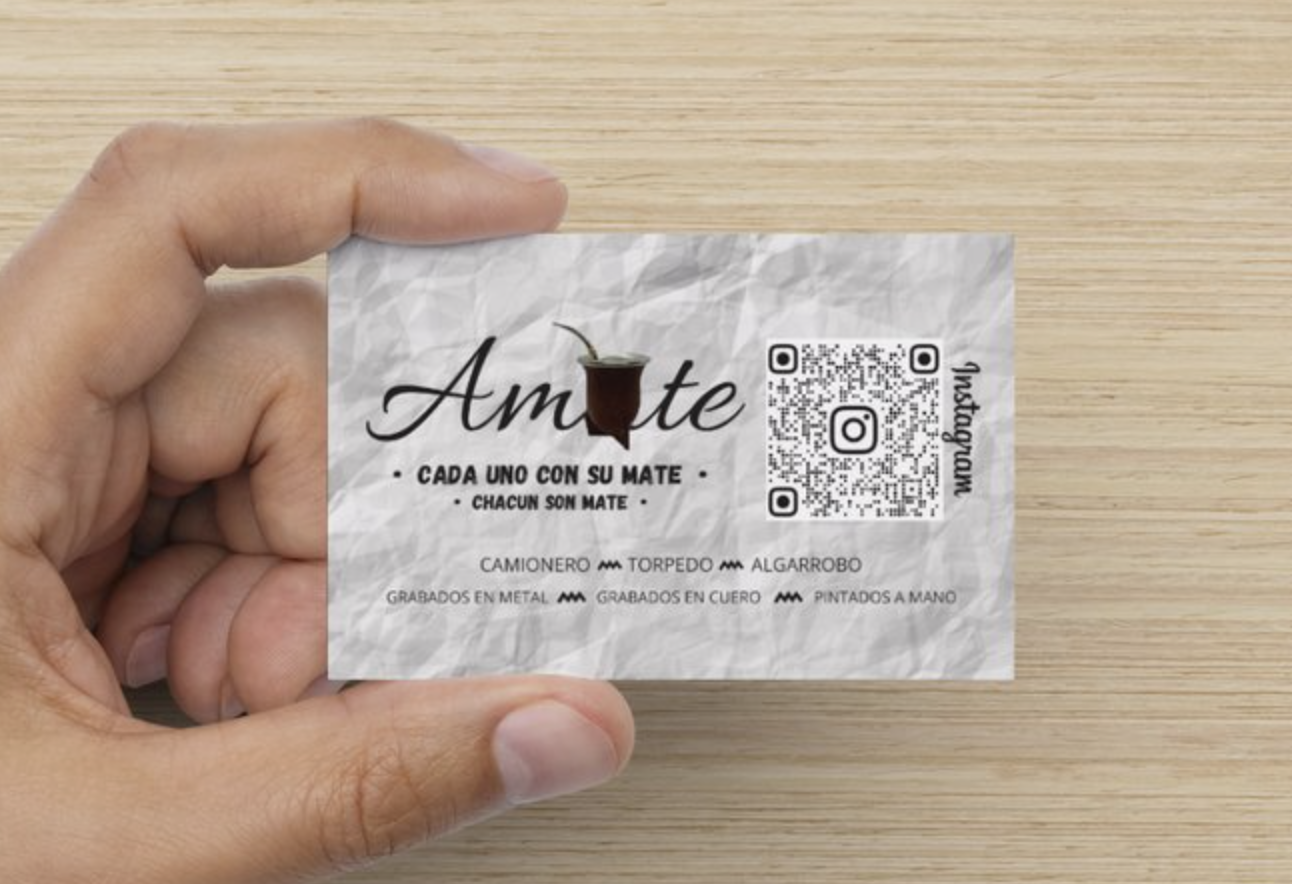 Amate
• CADA UNO CON SU MATE •
• CHACUN SON MATE •
Instagram
CAMIONERO TORPEDO ALGARROBO
GRABADOS EN METAL GRABADOS EN CUERO PINTADOS A MANO